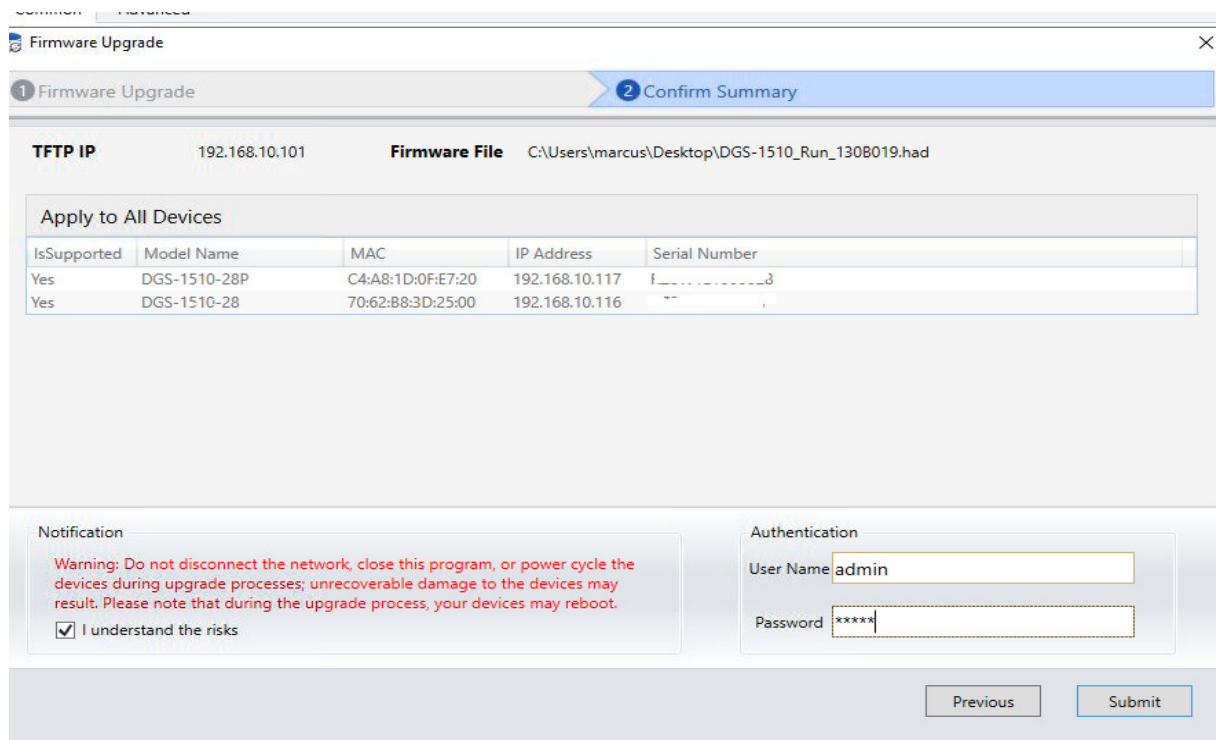 Firmware Upgrade
1 Firmware Upgrade
2 Confirm Summary
TFTP IP 192.168.10.101 Firmware File C:\Users\marcus\Desktop\DGS-1510_Run_130B019.had
Apply to All Devices
IsSupported Model Name MAC IP Address Serial Number
Yes DGS-1510-28P C4:A8:1D:0F:E7:20 192.168.10.117
Yes DGS-1510-28 70:62:B8:3D:25:00 192.168.10.116
Notification
Warning: Do not disconnect the network, close this program, or power cycle the
devices during upgrade processes; unrecoverable damage to the devices may
result. Please note that during the upgrade process, your devices may reboot.
I understand the risks
Authentication
User Name admin
Password *****
Previous Submit